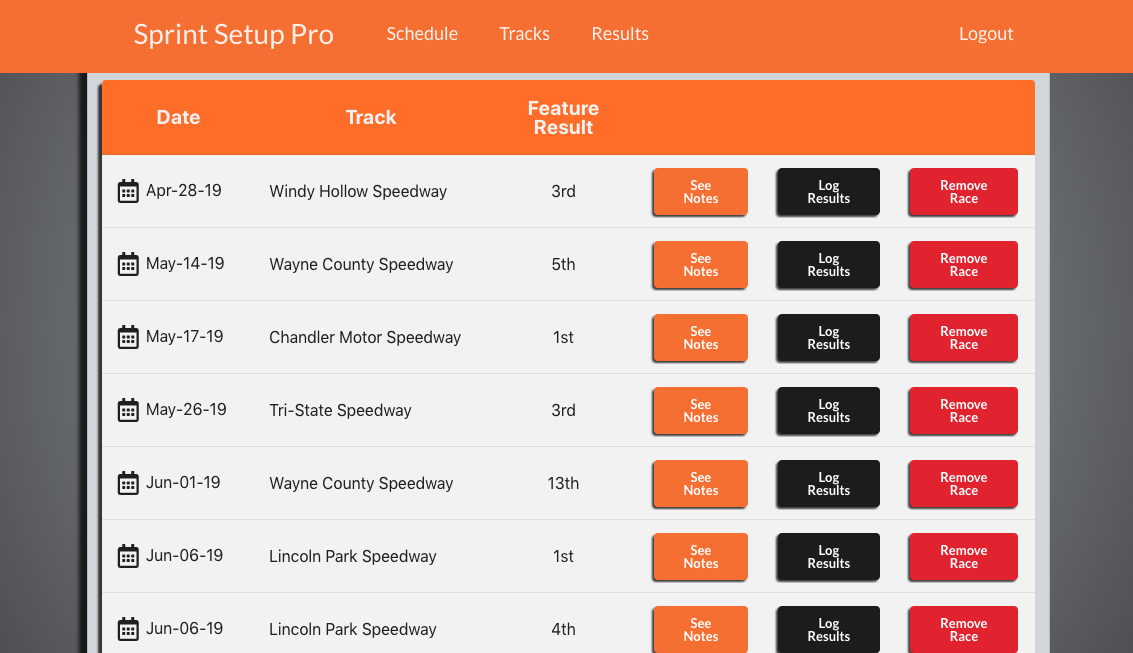 Sprint Setup Pro Schedule Tracks Results Logout
Date Track Feature
Result
Apr-28-19 Windy Hollow Speedway 3rd See
Notes Log
Results Remove
Race
May-14-19 Wayne County Speedway 5th See
Notes Log
Results Remove
Race
May-17-19 Chandler Motor Speedway 1st See
Notes Log
Results Remove
Race
May-26-19 Tri-State Speedway 3rd See
Notes Log
Results Remove
Race
Jun-01-19 Wayne County Speedway 13th See
Notes Log
Results Remove
Race
Jun-06-19 Lincoln Park Speedway 1st See
Notes Log
Results Remove
Race
Jun-06-19 Lincoln Park Speedway 4th See
Notes Log
Results Remove
Race